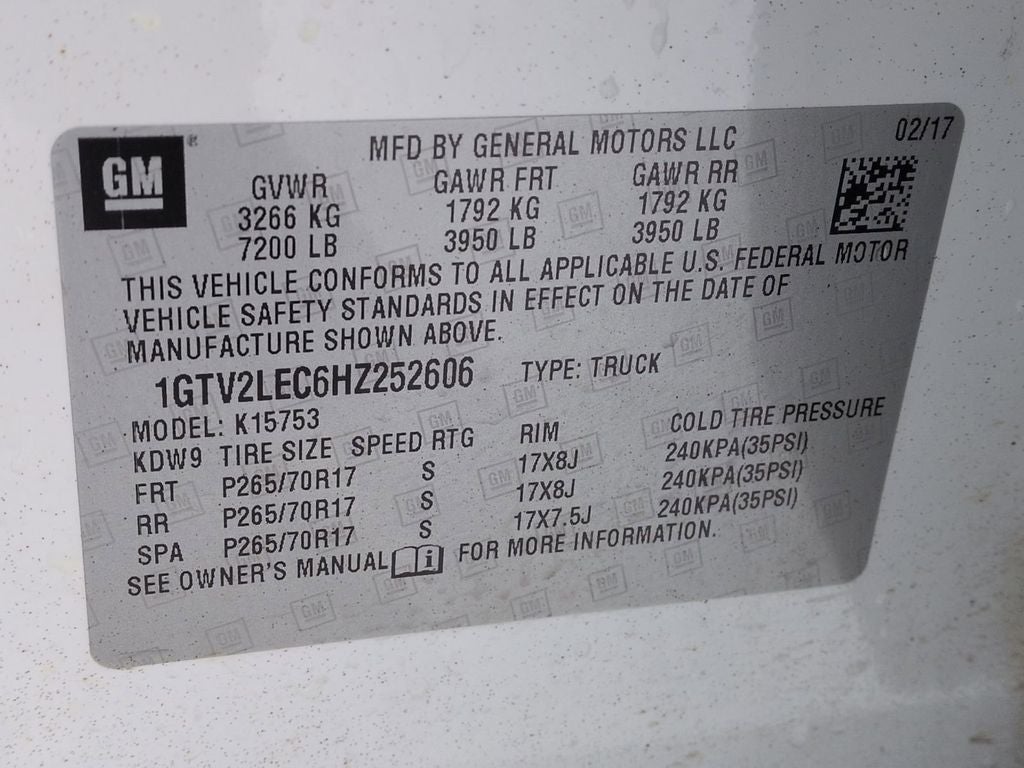 GM
MFD BY GENERAL MOTORS LLC 02/17
GVWR GAWR FRT GAWR RR
3266 KG 1792 KG 1792 KG
7200 LB 3950 LB 3950 LB
THIS VEHICLE CONFORMS TO ALL APPLICABLE U.S. FEDERAL MOTOR
VEHICLE SAFETY STANDARDS IN EFFECT ON THE DATE OF
MANUFACTURE SHOWN ABOVE.
1GTV2LEC6HZ252606 TYPE: TRUCK
MODEL: K15753
KDW9 TIRE SIZE SPEED RTG RIM COLD TIRE PRESSURE
FRT P265/70R17 S 17X8J 240KPA(35PSI)
RR P265/70R17 S 17X8J 240KPA(35PSI)
SPA P265/70R17 S 17X7.5J 240KPA(35PSI)
SEE OWNER'S MANUAL FOR MORE INFORMATION.